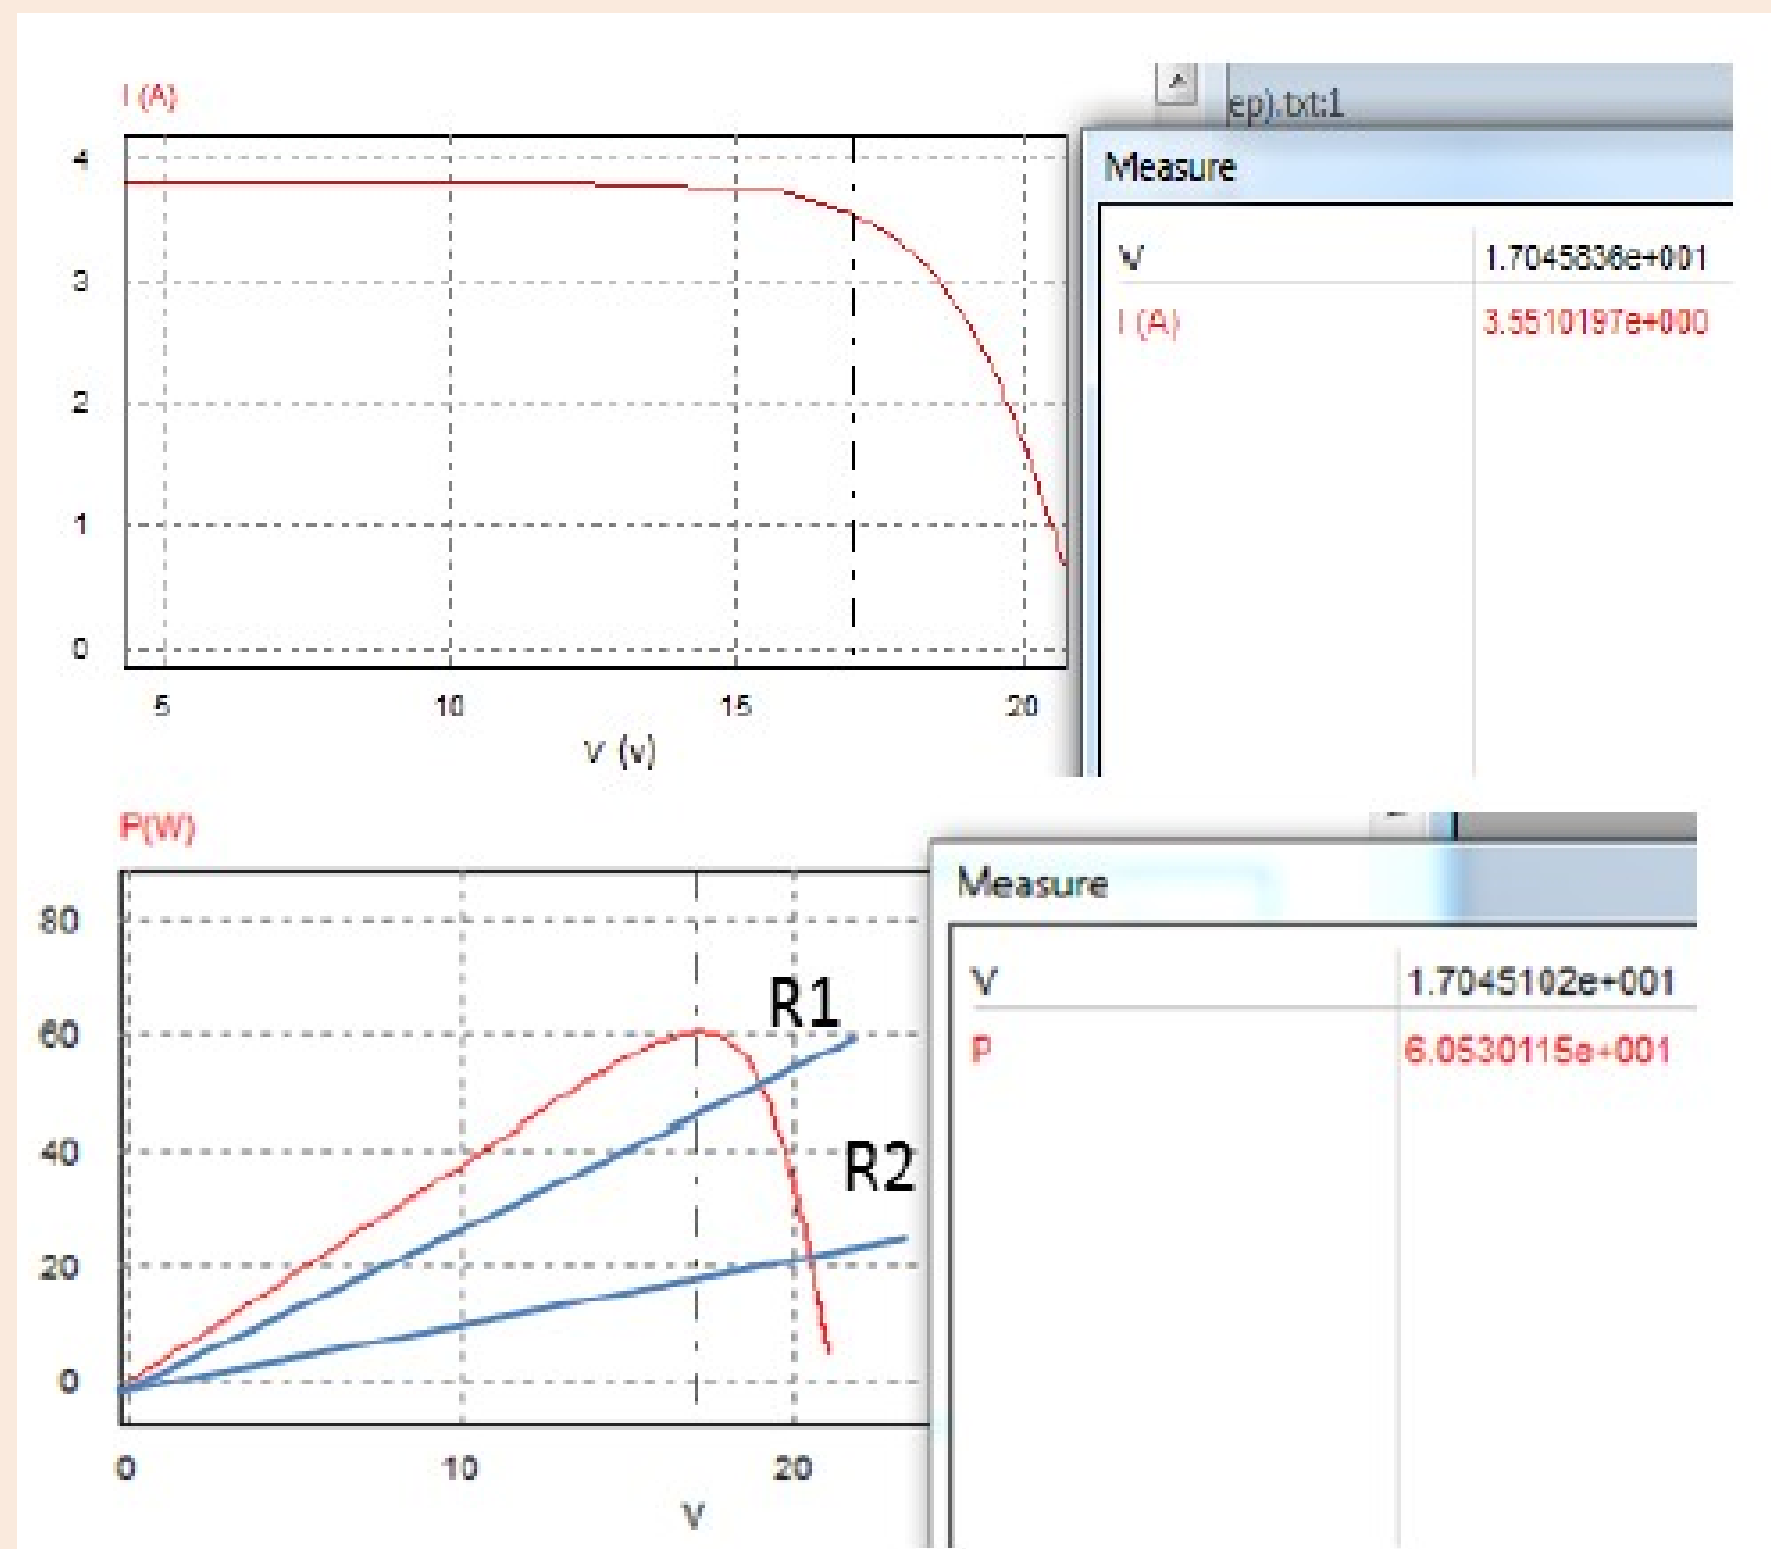 I (A)
ep).txt:1
4
3
2
1
0
5 10 15 20
V (v)
Measure
V 1.7045836e+001
I (A) 3.5510197e+000
P(W)
80
60
40
20
0
0 10 20
V
R1
R2
Measure
V 1.7045102e+001
P 6.0530115e+001